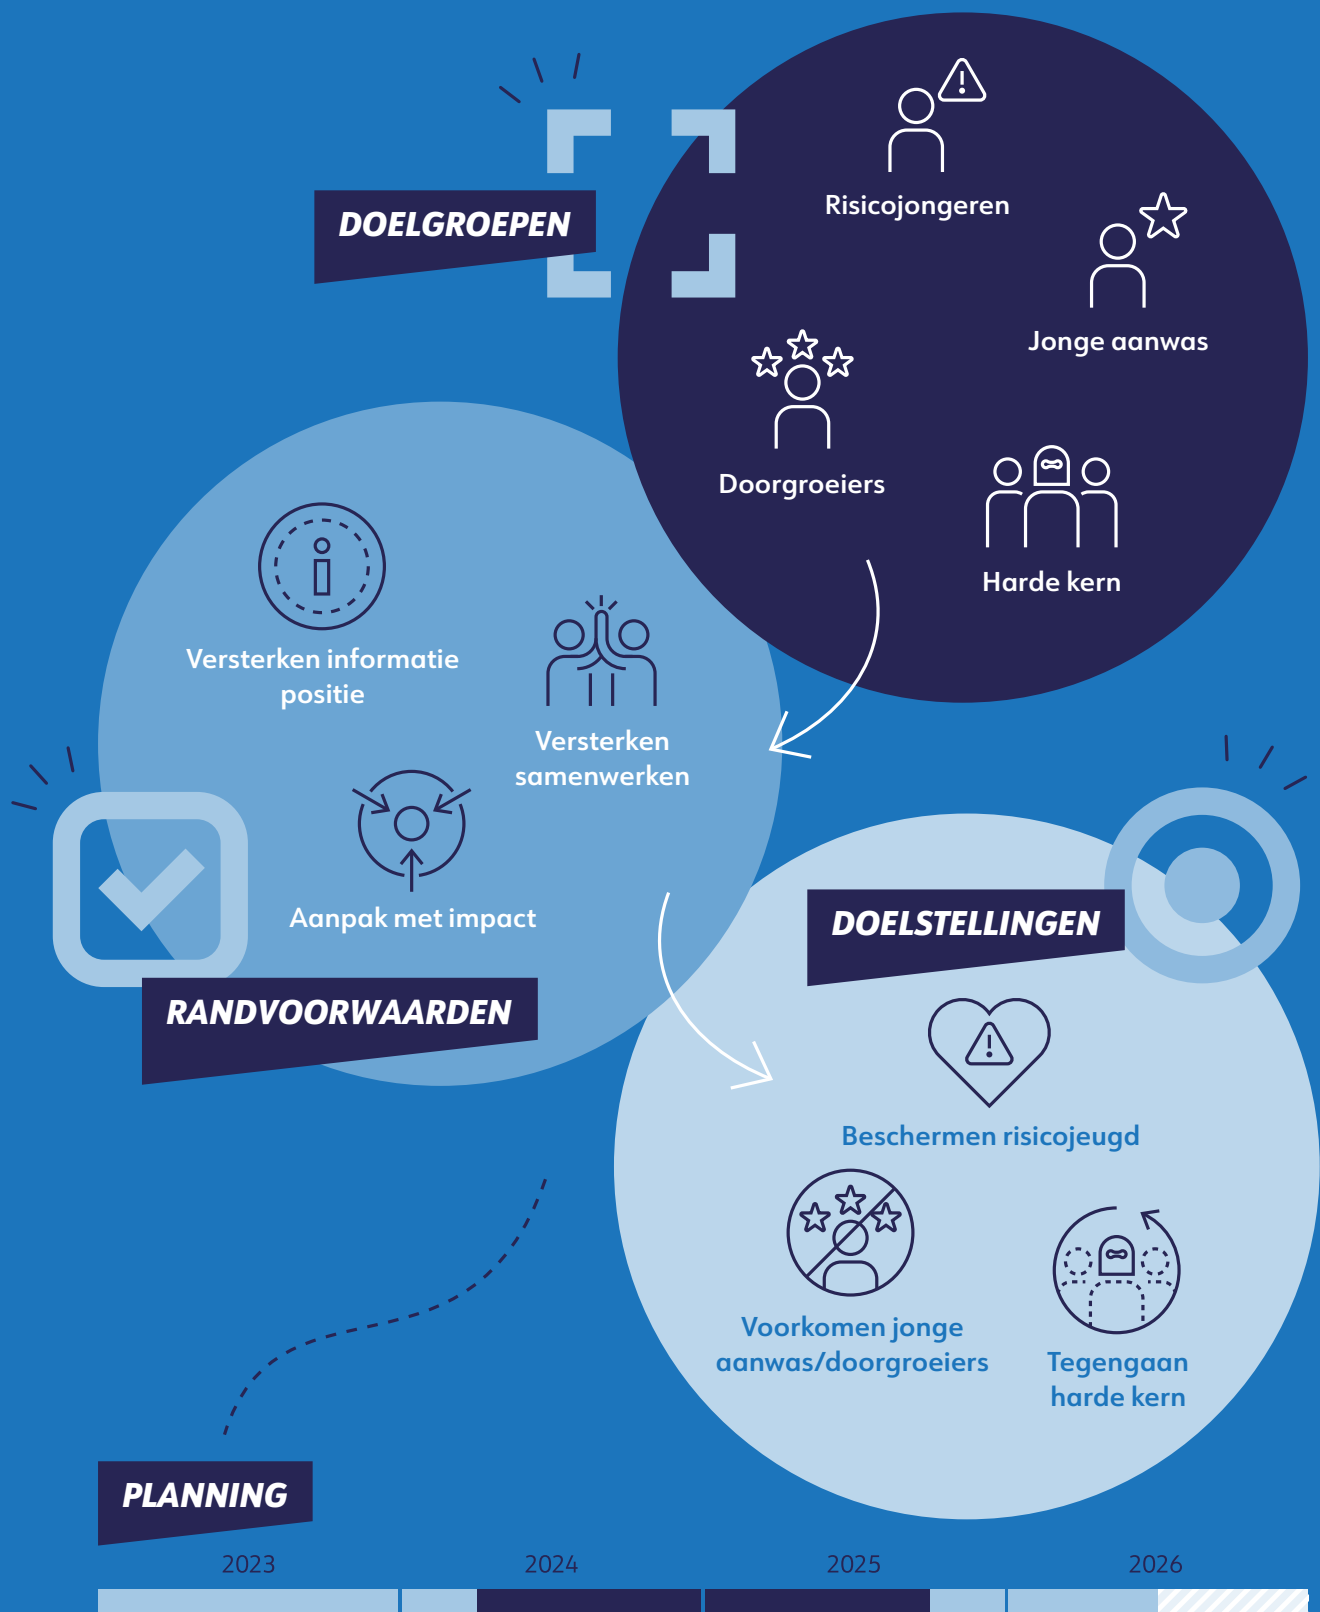 DOELGROEPEN
Risicojongeren
Jonge aanwas
Doorgroeiers
Harde kern
Versterken informatie
positie
Versterken
samenwerken
Aanpak met impact
RANDVOORWAARDEN
DOELSTELLINGEN
Beschermen risicojeugd
Voorkomen jonge
aanwas/doorgroeiers
Tegengaan
harde kern
PLANNING
2023
2024
2025
2026